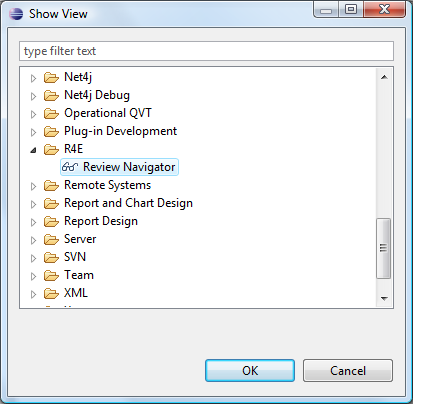 Show View
type filter text
Net4j
Net4j Debug
Operational QVT
Plug-in Development
R4E
Review Navigator
Remote Systems
Report and Chart Design
Report Design
Server
SVN
Team
XML
OK
Cancel